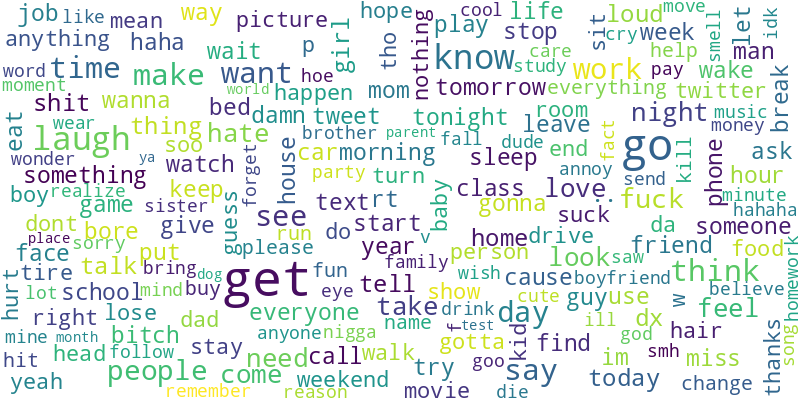 job like mean way picture hope play cool life loud let move idk
anything haha wait p girl tho nothing stop sit cry week smell man
word time make want know care study work help pay wake break
moment shit wanna world hoe happen mom tomorrow everything twitter
eat wear thing bed damn tweet tonight leave room night music money
laugh soo hate brother parent fall dude end fact go kill phone ask
wonder ya watch car morning sleep annoy send hour
something keep forget house party turn class love .. fuck minute
boy realize sister guess text rt baby gonna suck da someone hahaha
dont game give see start home drive friend food
place bore run do year v person look saw homework
face sorry put so please family wish cause boyfriend think believe
hurt tire talk bring dog get fun tell
lot school mind buy eye take show cute guy use w feel
right lose dad everyone drink day ill dx song
mine month bitch anyone nigga name f test kid find god hair thanks
hit head follow stay need call walk gotta goo im smh miss
yeah people come weekend try say today change
remember reason movie die